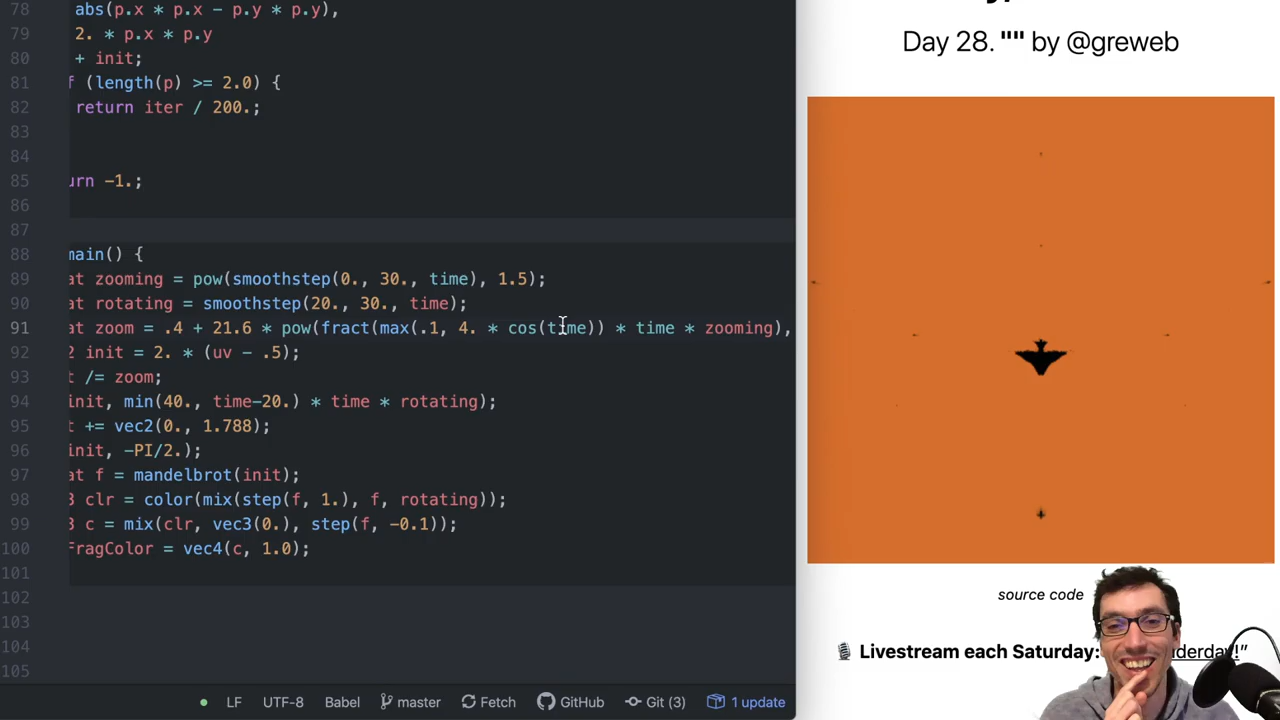 78 abs(p.x * p.x - p.y * p.y),
79 2. * p.x * p.y
80 + init;
81 f (length(p) >= 2.0) {
82 return iter / 200.;
83
84
85 urn -1.;
86
87
88 main() {
89 at zooming = pow(smoothstep(0., 30., time), 1.5);
90 at rotating = smoothstep(20., 30., time);
91 at zoom = .4 + 21.6 * pow(fract(max(.1, 4. * cos(time)) * time * zooming),
92 2 init = 2. * (uv - .5);
93 t /= zoom;
94 init, min(40., time-20.) * time * rotating);
95 t += vec2(0., 1.788);
96 init, -PI/2.);
97 at f = mandelbrot(init);
98 3 clr = color(mix(step(f, 1.), f, rotating));
99 3 c = mix(clr, vec3(0.), step(f, -0.1));
100 FragColor = vec4(c, 1.0);
101
102
103
104
105
LF UTF-8 Babel master Fetch GitHub Git (3) 1 update
Day 28. "" by @greweb
source code
Livestream each Saturday: derday!”